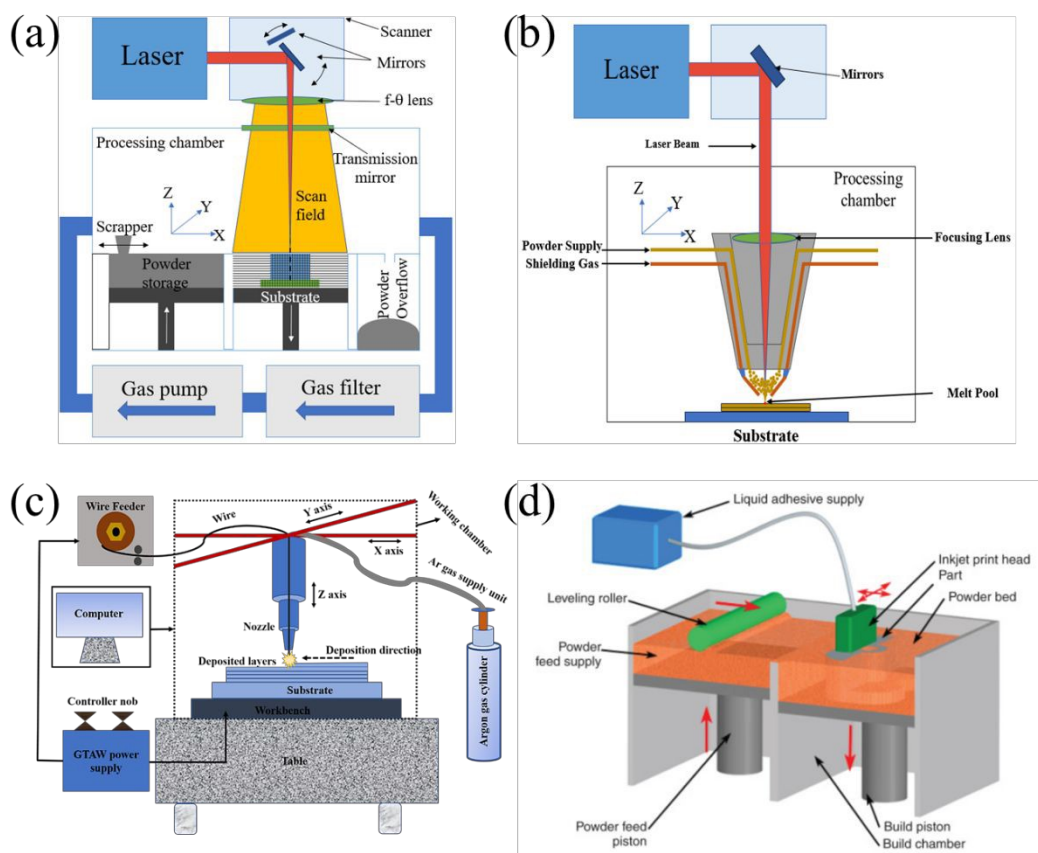 (a)
Laser
Scanner
Mirrors
f-θ lens
Processing chamber
Transmission
mirror
Z
Y
X
Scan
field
Scrapper
Powder
storage
Substrate
Powder
Overflow
Gas pump
Gas filter
(b)
Laser
Mirrors
Laser Beam
Processing
chamber
Z
Y
X
Powder Supply
Shielding Gas
Focusing Lens
Melt Pool
Substrate
(c)
Wire Feeder
Wire
Y axis
X axis
Working
chamber
Z axis
Ar gas supply unit
Computer
Nozzle
Deposited layers
Deposition direction
Substrate
Workbench
Controller nob
GTAW power
supply
Table
Argon gas cylinder
(d)
Liquid adhesive supply
Inkjet print head
Part
Powder bed
Leveling roller
Powder
feed supply
Powder feed
piston
Build piston
Build chamber